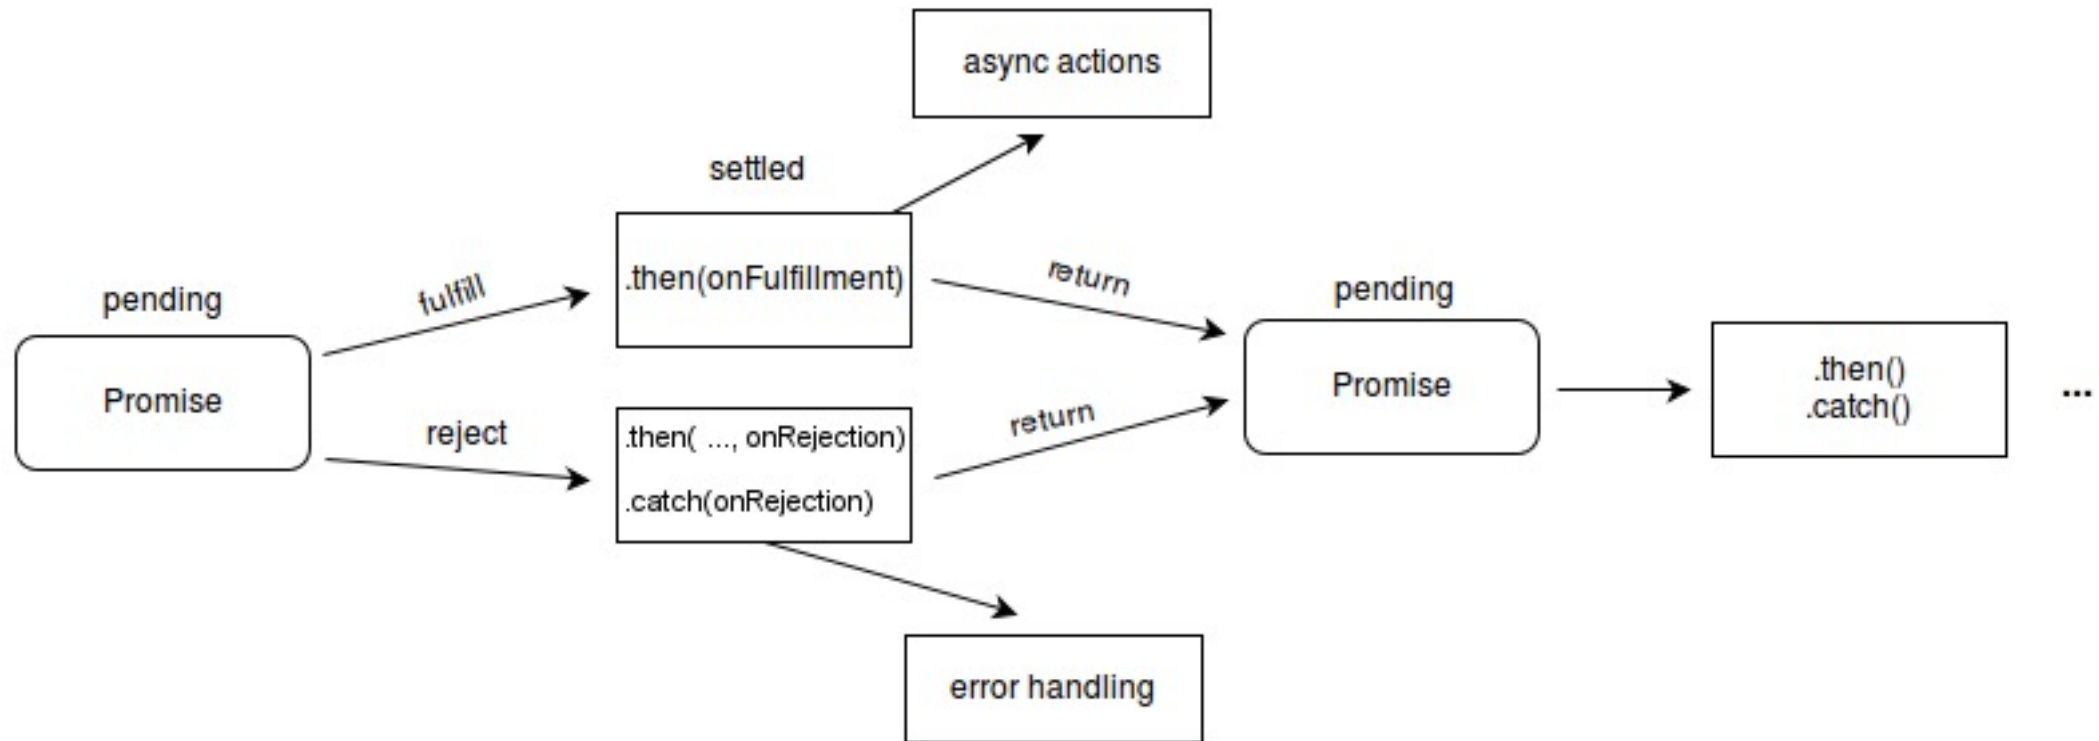 async actions
settled
.then(onFulfillment)
fulfill
return
pending
pending
Promise
Promise
.then()
.catch()
...
reject
.then( ..., onRejection)
.catch(onRejection)
return
error handling